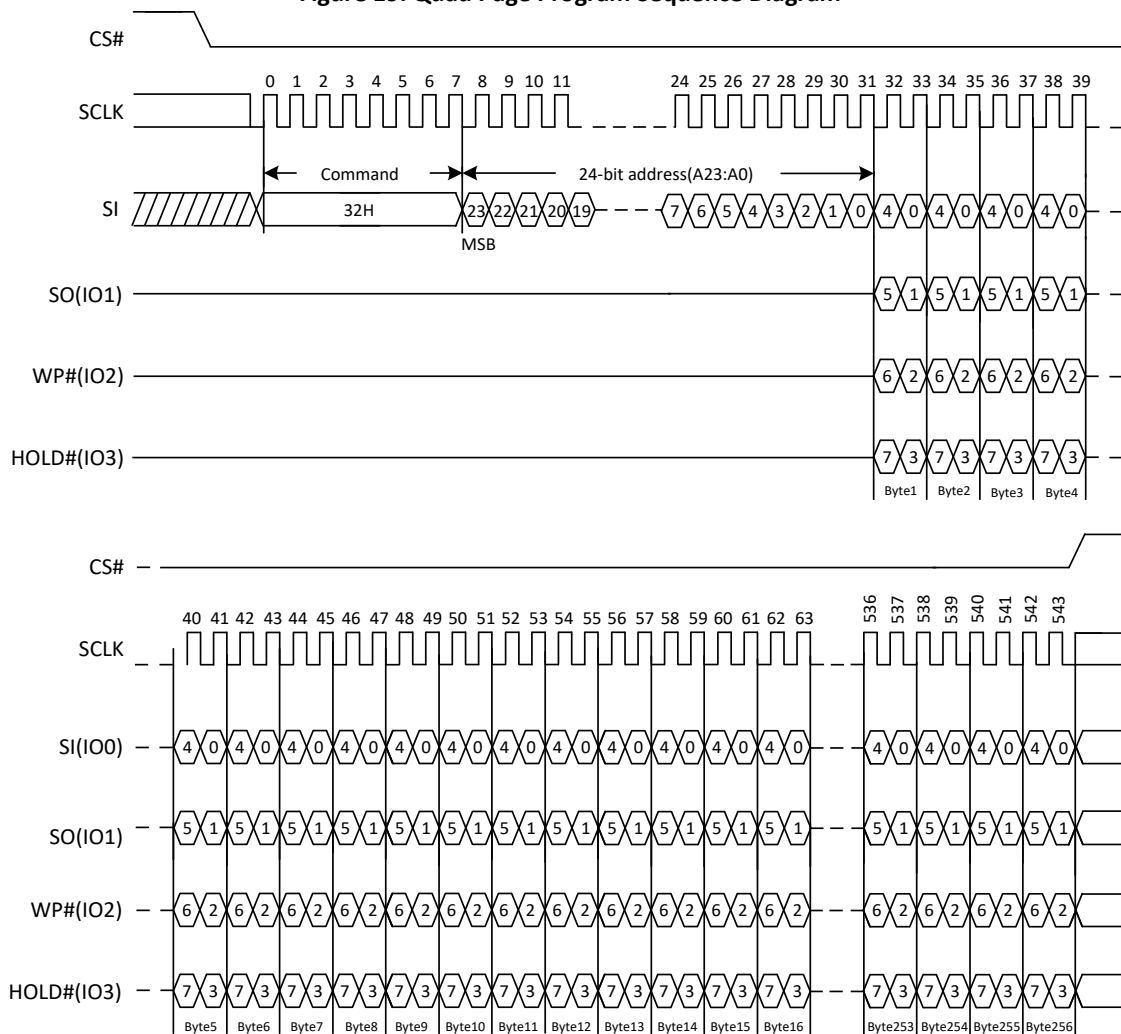 Figure 19. Quad Page Program Sequence Diagram
CS#
0 1 2 3 4 5 6 7 8 9 10 11 24 25 26 27 28 29 30 31 32 33 34 35 36 37 38 39
SCLK
Command 24-bit address(A23:A0)
SI 32H 23 22 21 20 19 7 6 5 4 3 2 1 0 4 0 4 0 4 0 4 0
MSB
SO(IO1) 5 1 5 1 5 1 5 1
WP#(IO2) 6 2 6 2 6 2 6 2
HOLD#(IO3) 7 3 7 3 7 3 7 3
Byte1 Byte2 Byte3 Byte4
CS#
40 41 42 43 44 45 46 47 48 49 50 51 52 53 54 55 56 57 58 59 60 61 62 63 536 537 538 539 540 541 542 543
SCLK
SI(IO0) 4 0 4 0 4 0 4 0 4 0 4 0 4 0 4 0 4 0 4 0 4 0 4 0 4 0 4 0 4 0 4 0
SO(IO1) 5 1 5 1 5 1 5 1 5 1 5 1 5 1 5 1 5 1 5 1 5 1 5 1 5 1 5 1 5 1 5 1
WP#(IO2) 6 2 6 2 6 2 6 2 6 2 6 2 6 2 6 2 6 2 6 2 6 2 6 2 6 2 6 2 6 2 6 2
HOLD#(IO3) 7 3 7 3 7 3 7 3 7 3 7 3 7 3 7 3 7 3 7 3 7 3 7 3 7 3 7 3 7 3 7 3
Byte5 Byte6 Byte7 Byte8 Byte9 Byte10 Byte11 Byte12 Byte13 Byte14 Byte15 Byte16 Byte253 Byte254 Byte255 Byte256